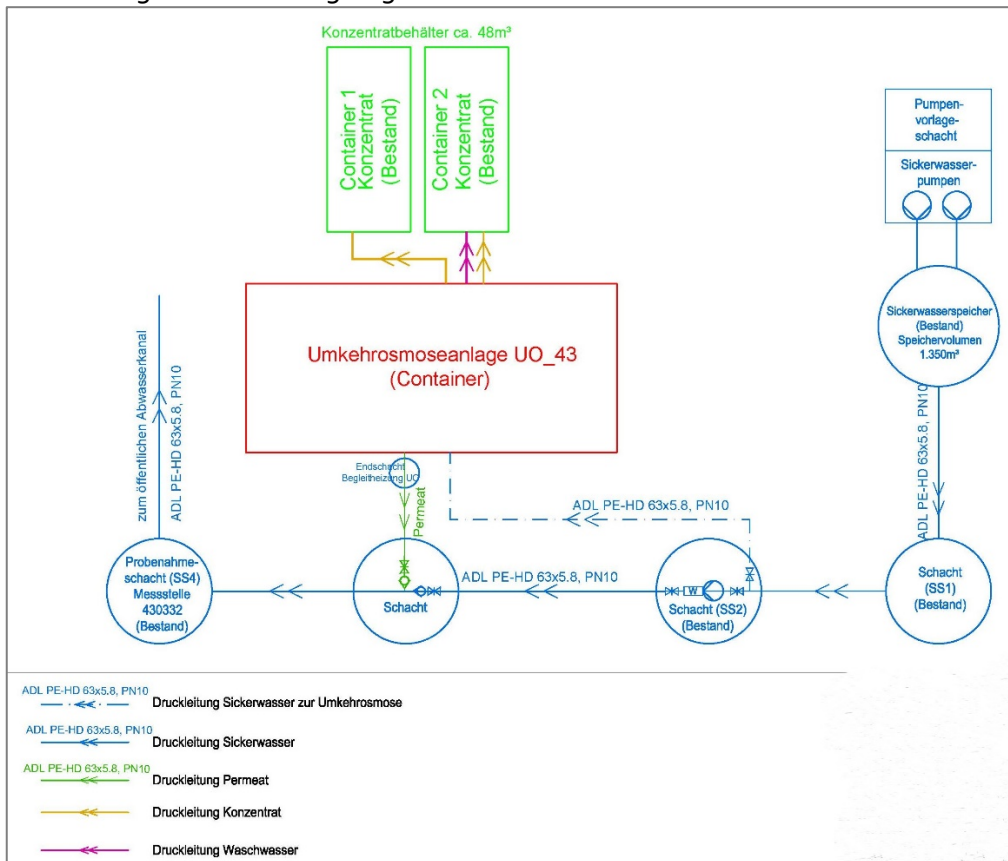 Konzentratbehälter ca. 48m³
Container 1
Konzentrat
(Bestand)
Container 2
Konzentrat
(Bestand)
Pumpen-
vorlage-
schacht
Sickerwasser-
pumpen
Sickerwasserspeicher
(Bestand)
Speichervolumen
1.350m³
ADL PE-HD 63x5.8, PN10
Umkehrosmoseanlage UO_43
(Container)
zum öffentlichen Abwasserkanal
ADL PE-HD 63x5.8, PN10
Endschacht
Begleitheizung UO
Permeat
ADL PE-HD 63x5.8, PN10
ADL PE-HD 63x5.8, PN10
Probenahme-
schacht (SS4)
Messstelle
430332
(Bestand)
Schacht
W
Schacht (SS2)
(Bestand)
Schacht
(SS1)
(Bestand)
ADL PE-HD 63x5.8, PN10
Druckleitung Sickerwasser zur Umkehrosmose
ADL PE-HD 63x5.8, PN10
Druckleitung Sickerwasser
ADL PE-HD 63x5.8, PN10
Druckleitung Permeat
Druckleitung Konzentrat
Druckleitung Waschwasser